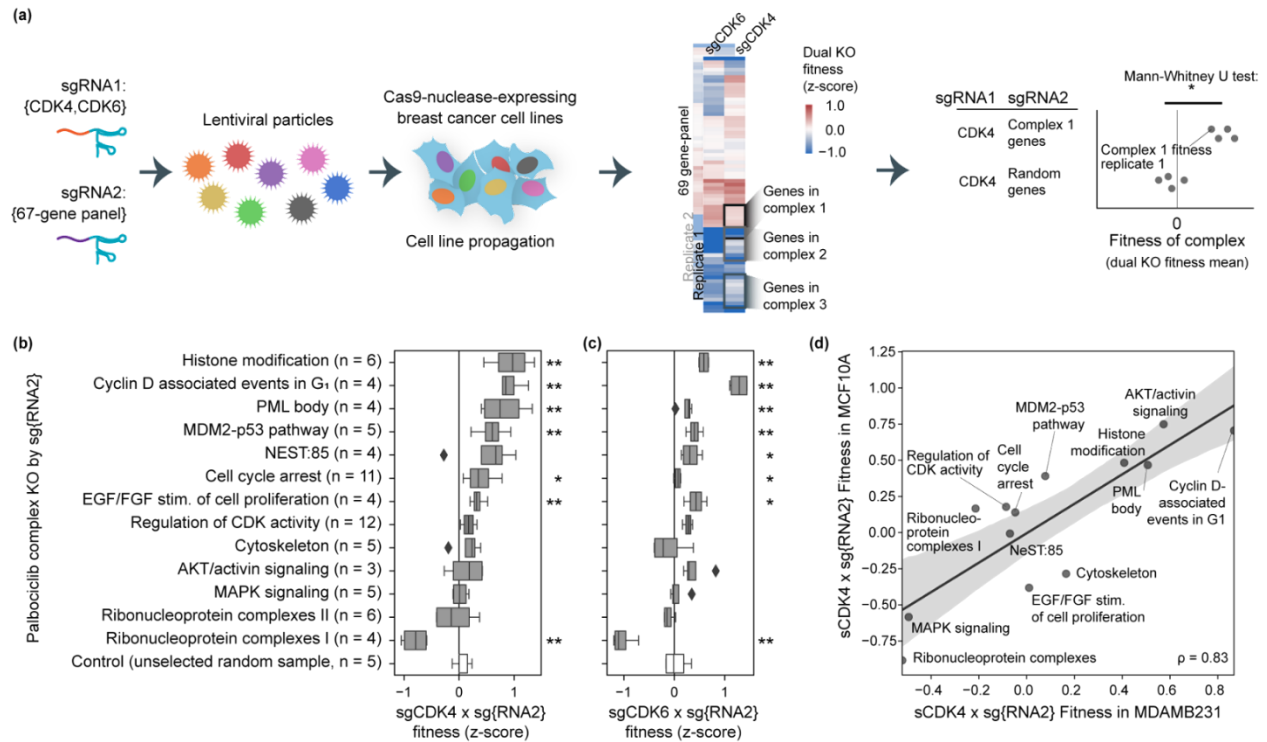 (a)
sgRNA1:
{CDK4,CDK6}
sgRNA2:
{67-gene panel}
Lentiviral particles
Cas9-nuclease-expressing
breast cancer cell lines
Cell line propagation
sgCDK6
sgCDK4
Dual KO
fitness
(z-score)
1.0
0.0
−1.0
69 gene-panel
Replicate 2
Replicate 1
Genes in
complex 1
Genes in
complex 2
Genes in
complex 3
sgRNA1 sgRNA2
CDK4 Complex 1
genes
CDK4 Random
genes
Mann-Whitney U test:
*
Complex 1 fitness
replicate 1
0
Fitness of complex
(dual KO fitness mean)
(b)
Palbociclib complex KO by sg{RNA2}
Histone modification (n = 6) **
Cyclin D associated events in G₁ (n = 4) **
PML body (n = 4) **
MDM2-p53 pathway (n = 5) **
NEST:85 (n = 4)
Cell cycle arrest (n = 11) *
EGF/FGF stim. of cell proliferation (n = 4) **
Regulation of CDK activity (n = 12)
Cytoskeleton (n = 5)
AKT/activin signaling (n = 3)
MAPK signaling (n = 5)
Ribonucleoprotein complexes II (n = 6)
Ribonucleoprotein complexes I (n = 4) **
Control (unselected random sample, n = 5)
−1 0 1
sgCDK4 x sg{RNA2}
fitness (z-score)
(c)
**
**
**
**
*
*
*
**
−1 0 1
sgCDK6 x sg{RNA2}
fitness (z-score)
(d)
sCDK4 x sg{RNA2} Fitness in MCF10A
1.25
1.00
0.75
0.50
0.25
0.00
−0.25
−0.50
−0.75
AKT/activin
signaling
MDM2-p53
pathway
Histone
modification
Regulation of
CDK activity
Cell
cycle
arrest
PML
body
Cyclin D-
associated
events in G1
Ribonucleo-
protein
complexes I
NeST:85
Cytoskeleton
EGF/FGF stim.
of cell proliferation
MAPK signaling
Ribonucleoprotein complexes
ρ = 0.83
−0.4 −0.2 0.0 0.2 0.4 0.6 0.8
sCDK4 x sg{RNA2} Fitness in MDAMB231